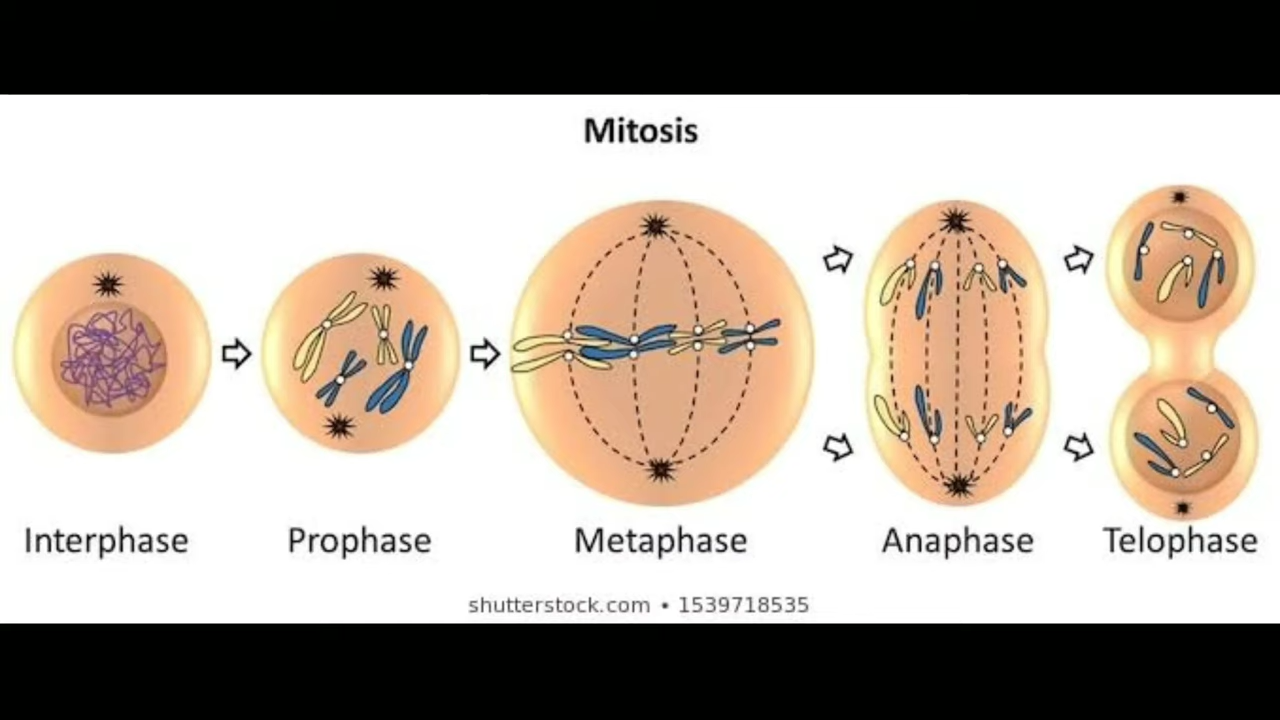 Mitosis
Interphase
Prophase
Metaphase
Anaphase
Telophase
shutterstock.com • 1539718535